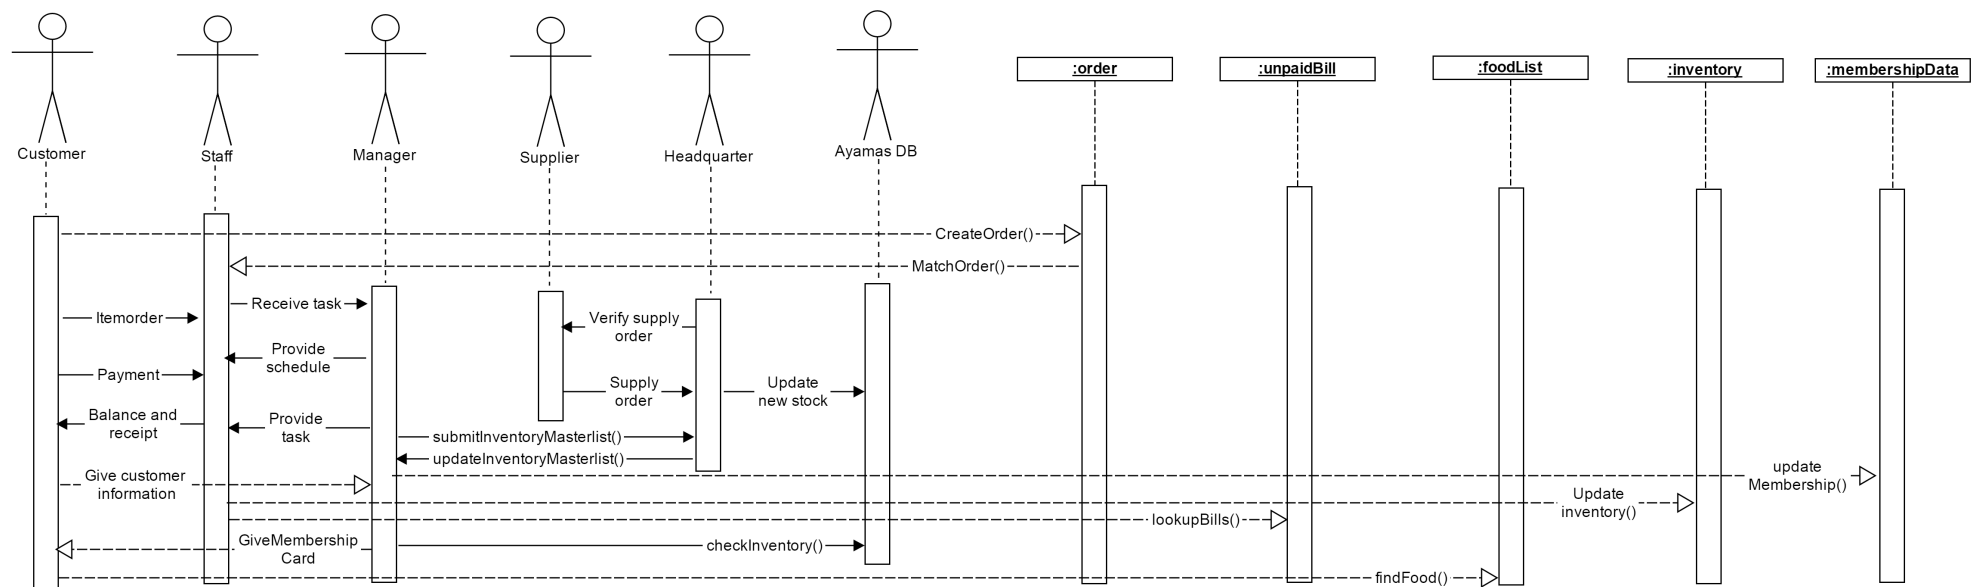 :order
:unpaidBill
:foodList
:inventory
:membershipData
Customer
Staff
Manager
Supplier
Headquarter
Ayamas DB
CreateOrder()
MatchOrder()
Receive task
Itemorder
Verify supply
order
Provide
schedule
Payment
Supply
order
Update
new stock
Balance and
receipt
Provide
task
submitInventoryMasterlist()
updateInventoryMasterlist()
Give customer
information
update
Membership()
Update
inventory()
lookupBills()
GiveMembership
Card
checkInventory()
findFood()